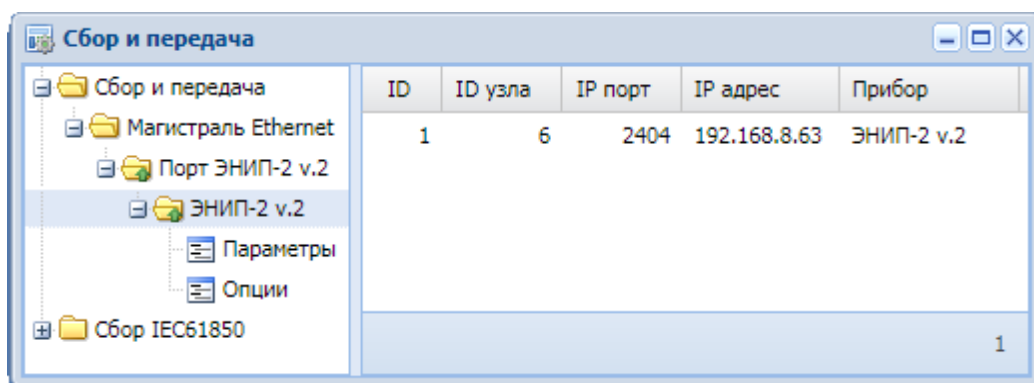 Сбор и передача
Сбор и передача
Магистраль Ethernet
Порт ЭНИП-2 v.2
ЭНИП-2 v.2
Параметры
Опции
Сбор IEC61850
ID ID узла IP порт IP адрес Прибор
1 6 2404 192.168.8.63 ЭНИП-2 v.2
1